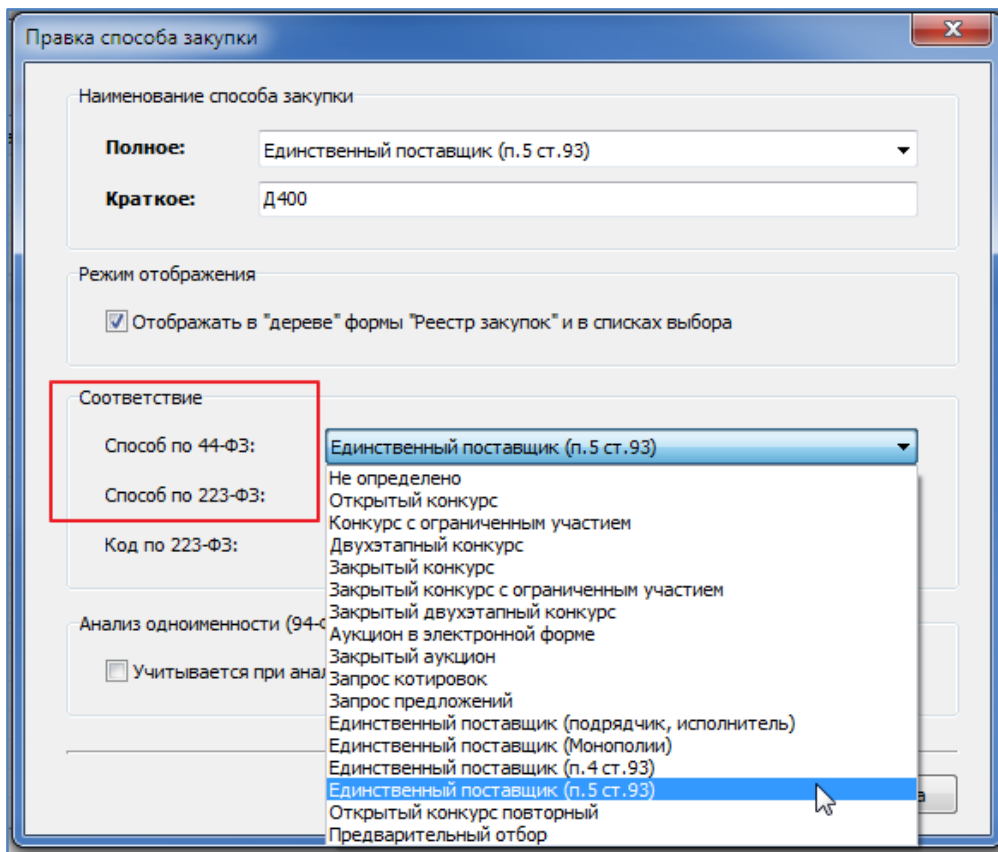 Правка способа закупки
Наименование способа закупки
Полное: Единственный поставщик (п.5 ст.93)
Краткое: Д400
Режим отображения
Отображать в "дереве" формы "Реестр закупок" и в списках выбора
Соответствие
Способ по 44-ФЗ: Единственный поставщик (п.5 ст.93)
Способ по 223-ФЗ:
Код по 223-ФЗ:
Не определено
Открытый конкурс
Конкурс с ограниченным участием
Двухэтапный конкурс
Закрытый конкурс
Закрытый конкурс с ограниченным участием
Закрытый двухэтапный конкурс
Аукцион в электронной форме
Закрытый аукцион
Запрос котировок
Запрос предложений
Единственный поставщик (подрядчик, исполнитель)
Единственный поставщик (Монополии)
Единственный поставщик (п.4 ст.93)
Единственный поставщик (п.5 ст.93)
Открытый конкурс повторный
Предварительный отбор
Анализ одноименности (94-
Учитывается при